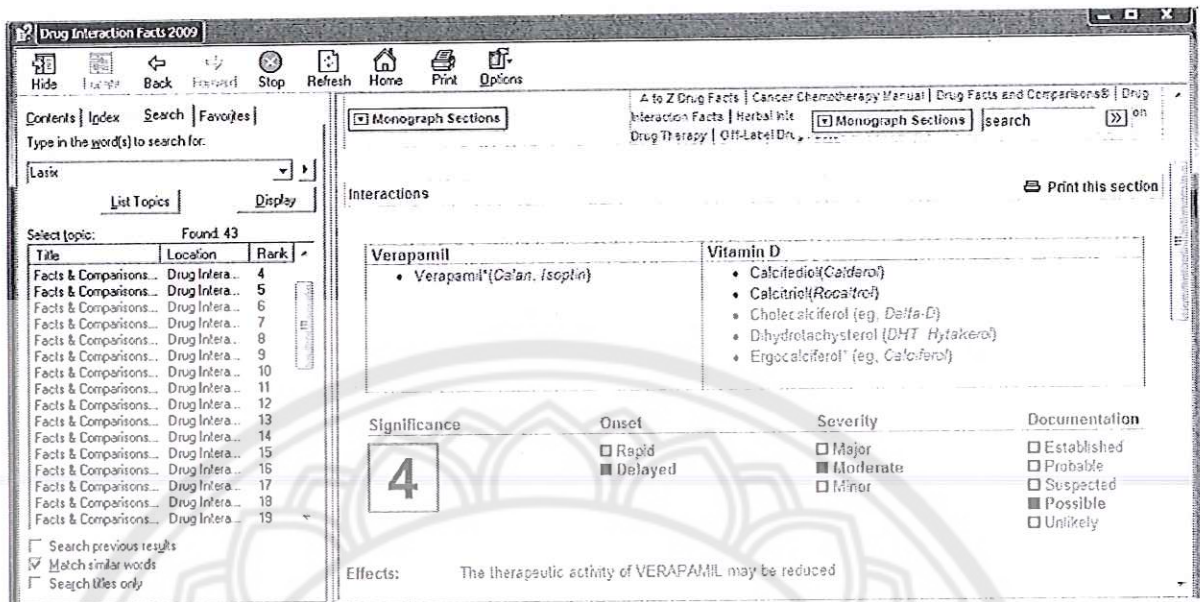 Drug Interaction Facts 2009
Hide Locate Back Forward Stop Refresh Home Print Options
Contents Index Search Favorites
Type in the word(s) to search for:
Lasix
List Topics Display
Select topic: Found: 43
Title Location Rank
Facts & Comparisons... Drug Intera... 4
Facts & Comparisons... Drug Intera... 5
Facts & Comparisons... Drug Intera... 6
Facts & Comparisons... Drug Intera... 7
Facts & Comparisons... Drug Intera... 8
Facts & Comparisons... Drug Intera... 9
Facts & Comparisons... Drug Intera... 10
Facts & Comparisons... Drug Intera... 11
Facts & Comparisons... Drug Intera... 12
Facts & Comparisons... Drug Intera... 13
Facts & Comparisons... Drug Intera... 14
Facts & Comparisons... Drug Intera... 15
Facts & Comparisons... Drug Intera... 16
Facts & Comparisons... Drug Intera... 17
Facts & Comparisons... Drug Intera... 18
Facts & Comparisons... Drug Intera... 19
Search previous results
Match similar words
Search titles only
A to Z Drug Facts | Cancer Chemotherapy Manual | Drug Facts and Comparisons® | Drug
Monograph Sections
Interaction Facts | Herbal Inte
Monograph Sections search >> on
Drug Therapy | Off-Label Dru
Interactions
Print this section
Verapamil
• Verapamil* (Calan, Isoptin)
Vitamin D
• Calcifediol (Calderol)
• Calcitriol (Rocaltrol)
• Cholecalciferol (eg, Delta-D)
• Dihydrotachysterol (DHT, Hytakerol)
• Ergocalciferol* (eg, Calciferol)
Significance Onset Severity Documentation
4
Rapid
Delayed
Major
Moderate
Minor
Established
Probable
Suspected
Possible
Unlikely
Effects: The therapeutic activity of VERAPAMIL may be reduced